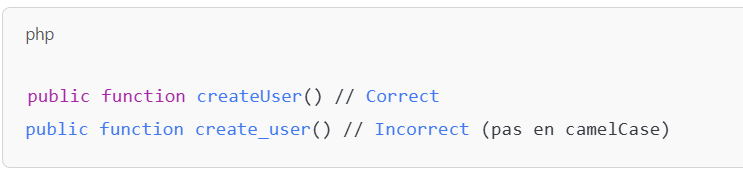 php
public function createUser() // Correct
public function create_user() // Incorrect (pas en camelCase)